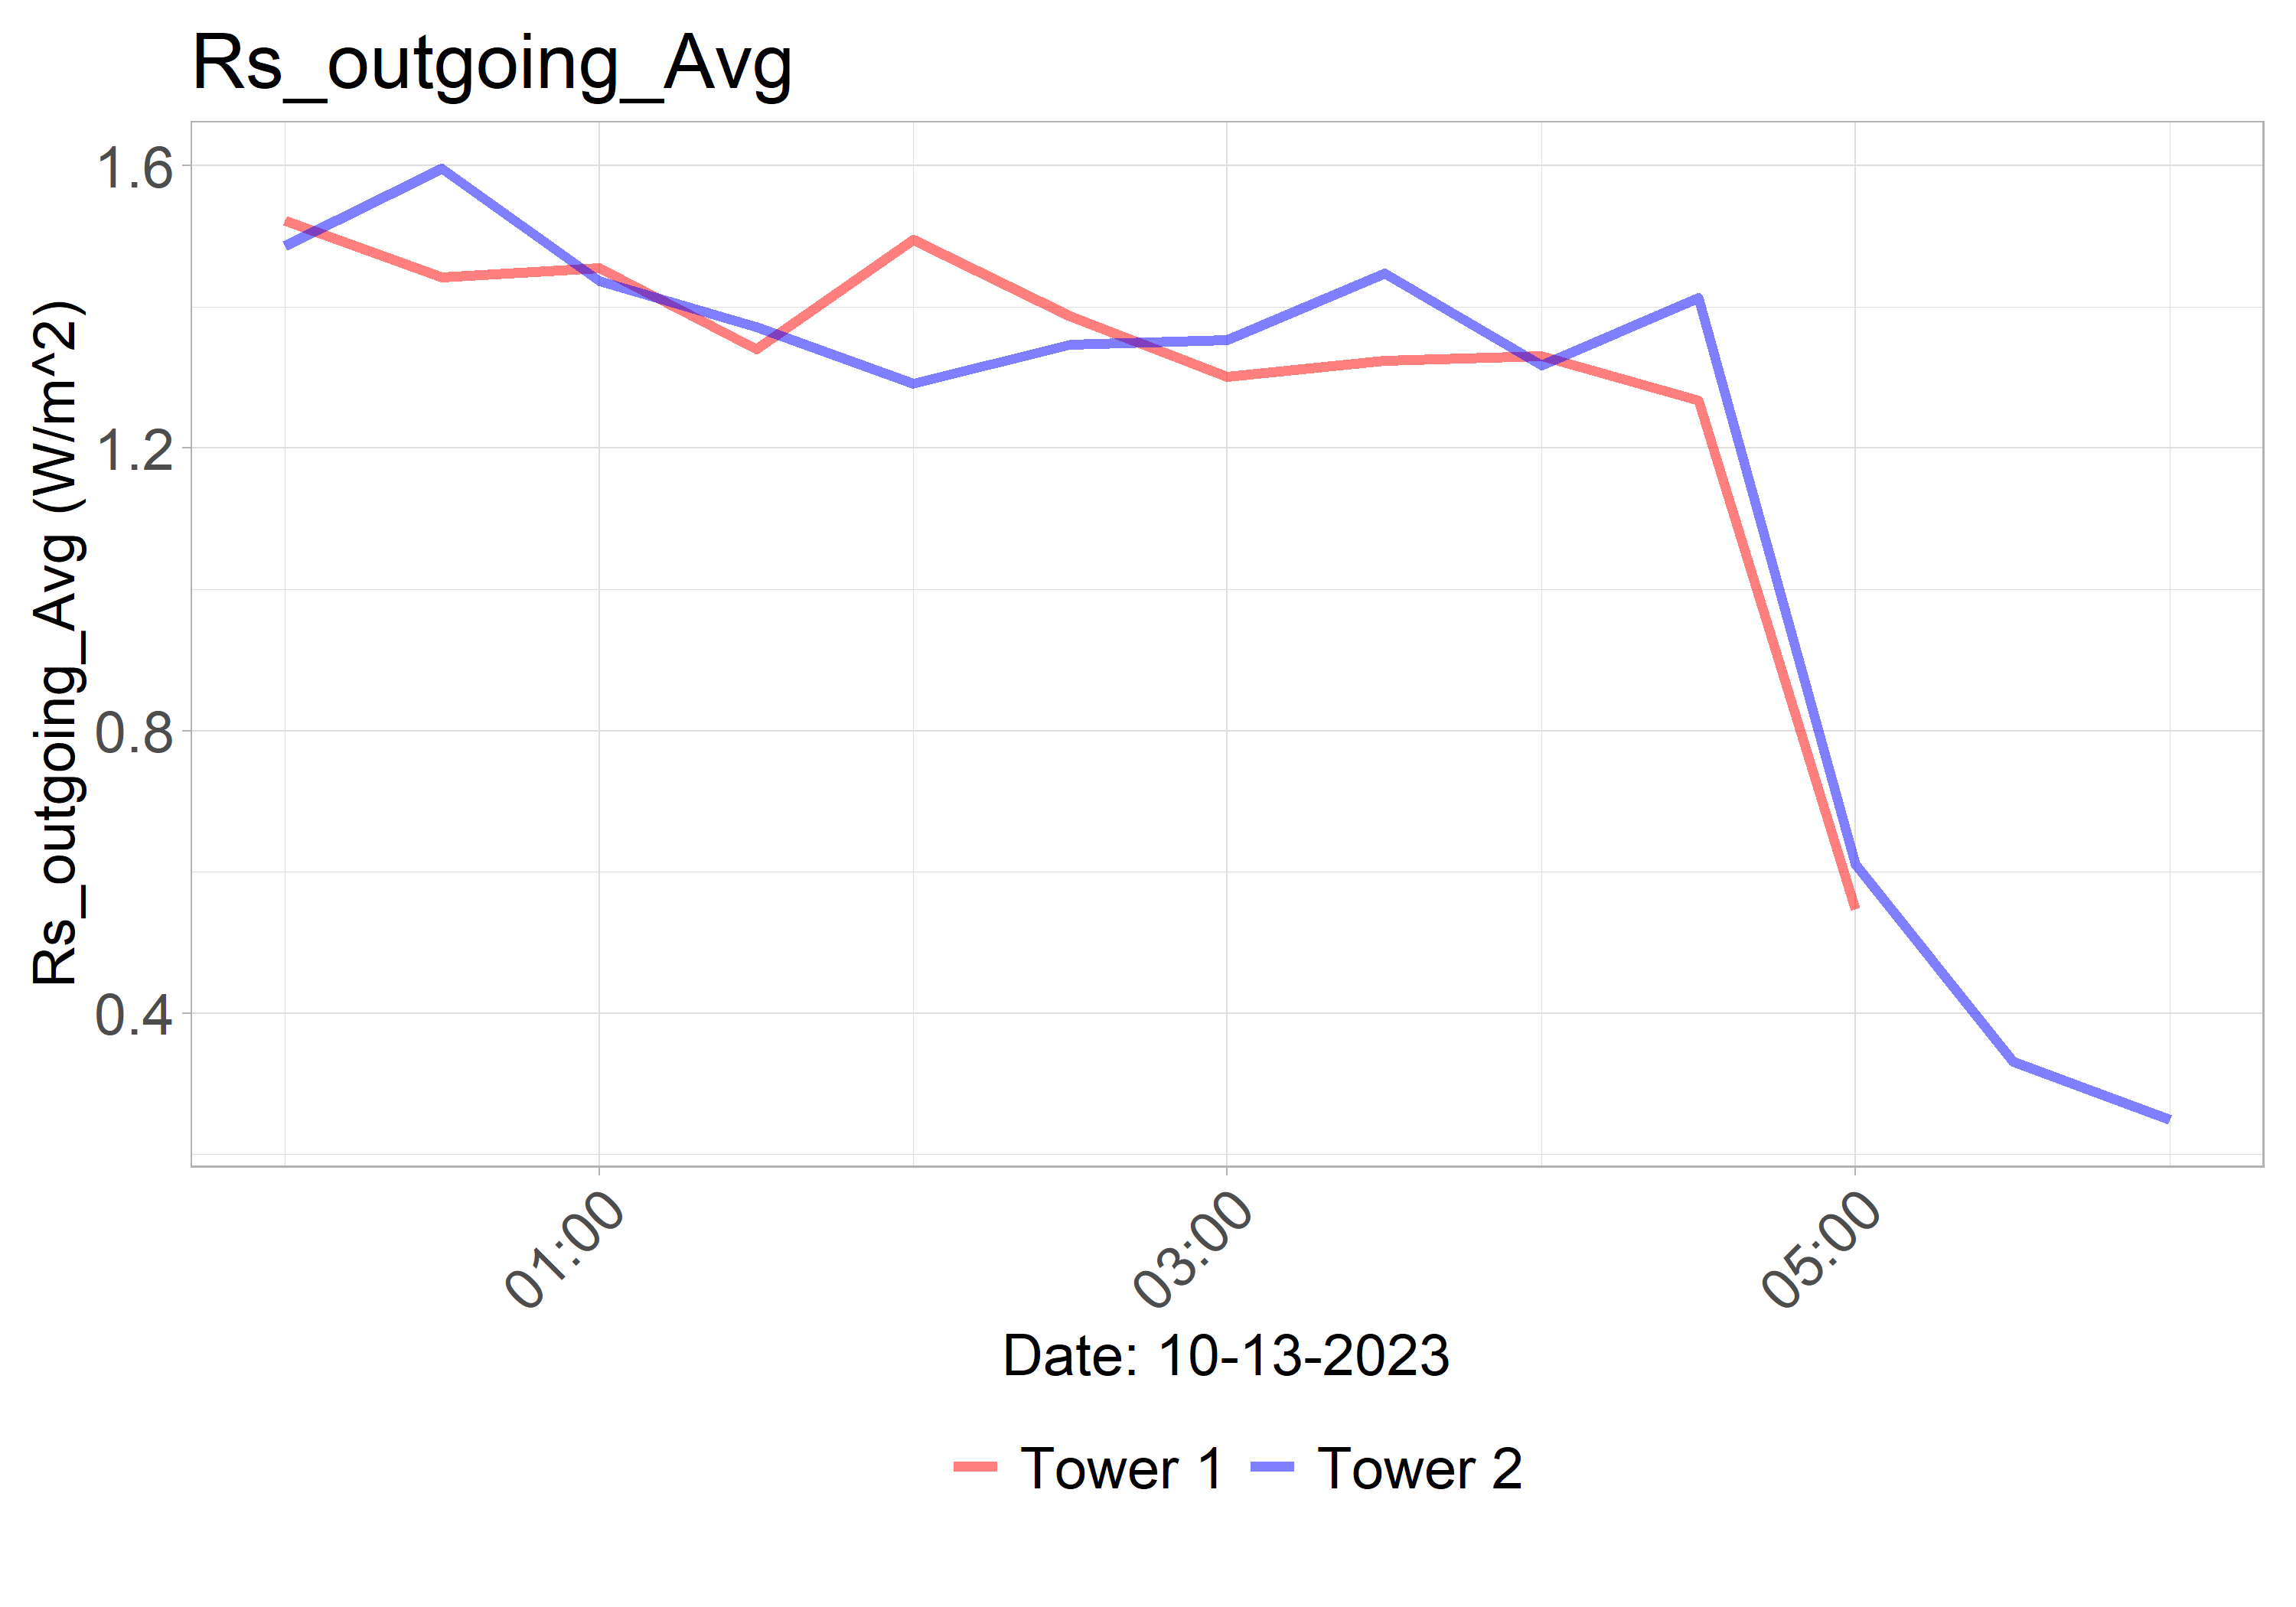 Rs_outgoing_Avg
Rs_outgoing_Avg (W/m^2)
1.6
1.2
0.8
0.4
01:00
03:00
05:00
Date: 10-13-2023
Tower 1
Tower 2